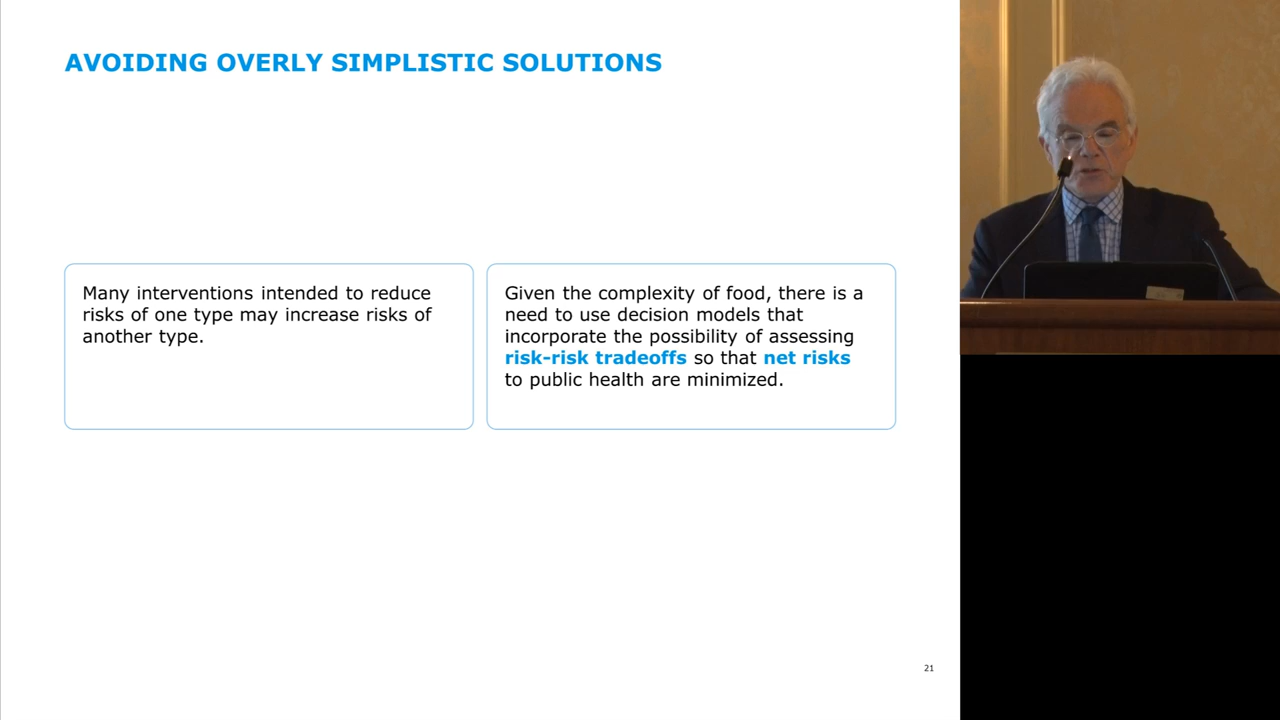 AVOIDING OVERLY SIMPLISTIC SOLUTIONS
Many interventions intended to reduce
risks of one type may increase risks of
another type.
Given the complexity of food, there is a
need to use decision models that
incorporate the possibility of assessing
risk-risk tradeoffs so that net risks
to public health are minimized.
21